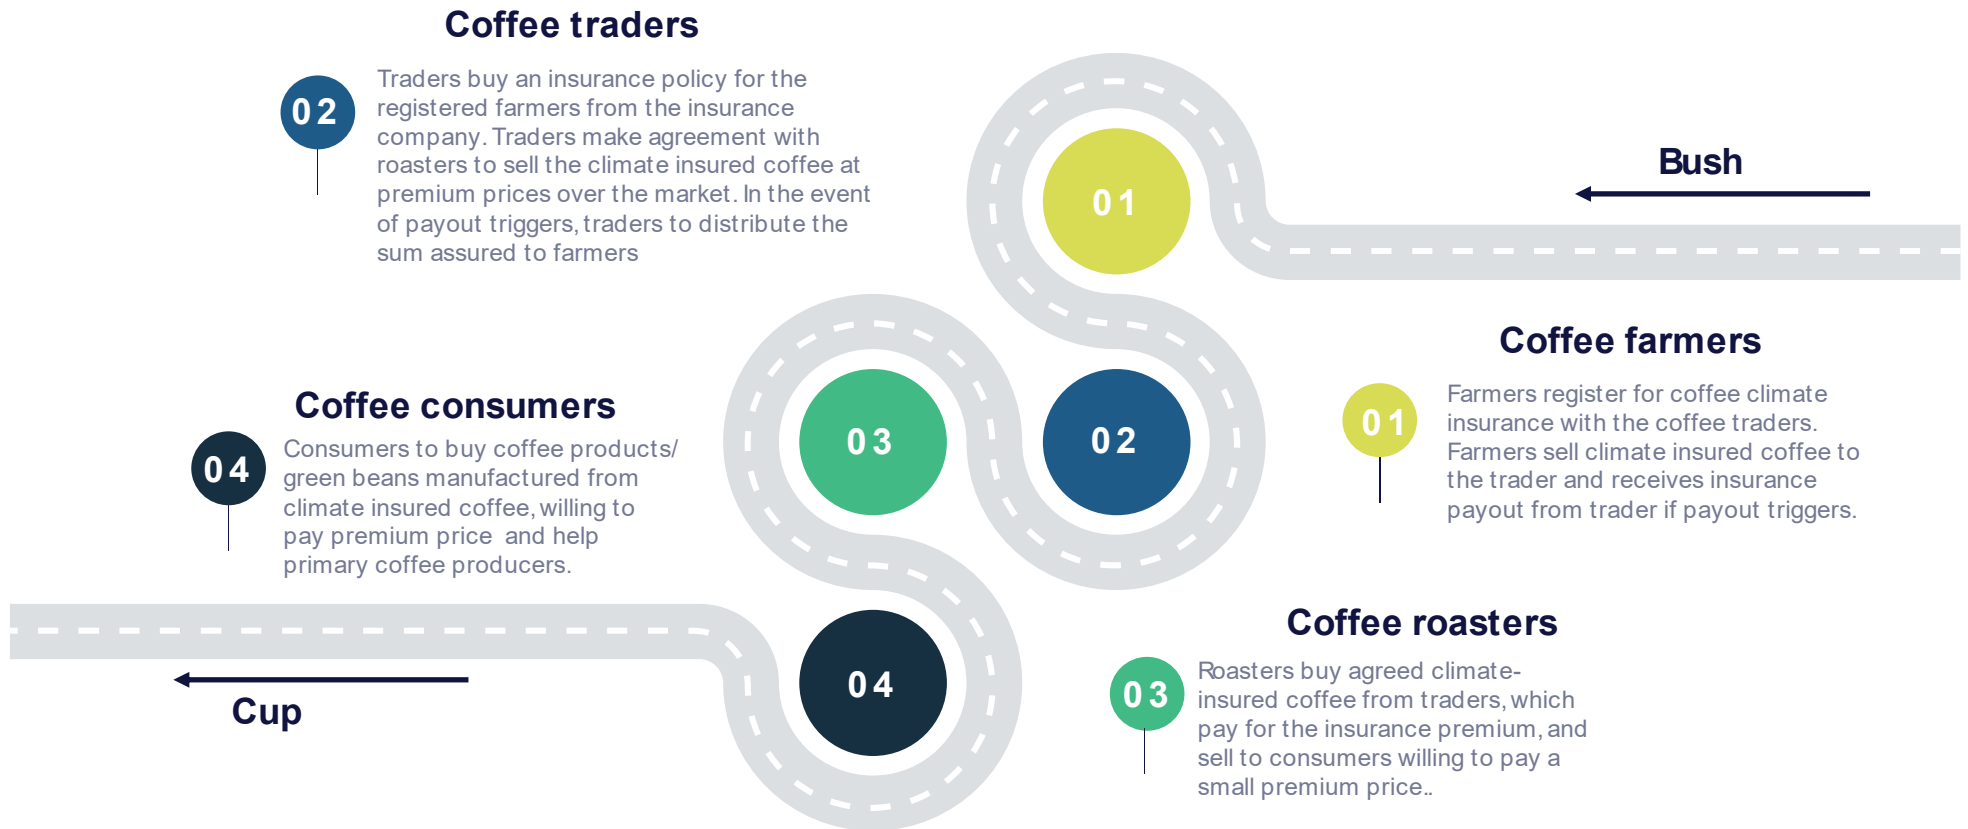 Coffee traders
02
Traders buy an insurance policy for the
registered farmers from the insurance
company. Traders make agreement with
roasters to sell the climate insured coffee at
premium prices over the market. In the event
of payout triggers, traders to distribute the
sum assured to farmers
01
Bush
Coffee farmers
01
Farmers register for coffee climate
insurance with the coffee traders.
Farmers sell climate insured coffee to
the trader and receives insurance
payout from trader if payout triggers.
03
02
Coffee consumers
04
Consumers to buy coffee products/
green beans manufactured from
climate insured coffee, willing to
pay premium price and help
primary coffee producers.
04
Cup
Coffee roasters
03
Roasters buy agreed climate-
insured coffee from traders, which
pay for the insurance premium, and
sell to consumers willing to pay a
small premium price..